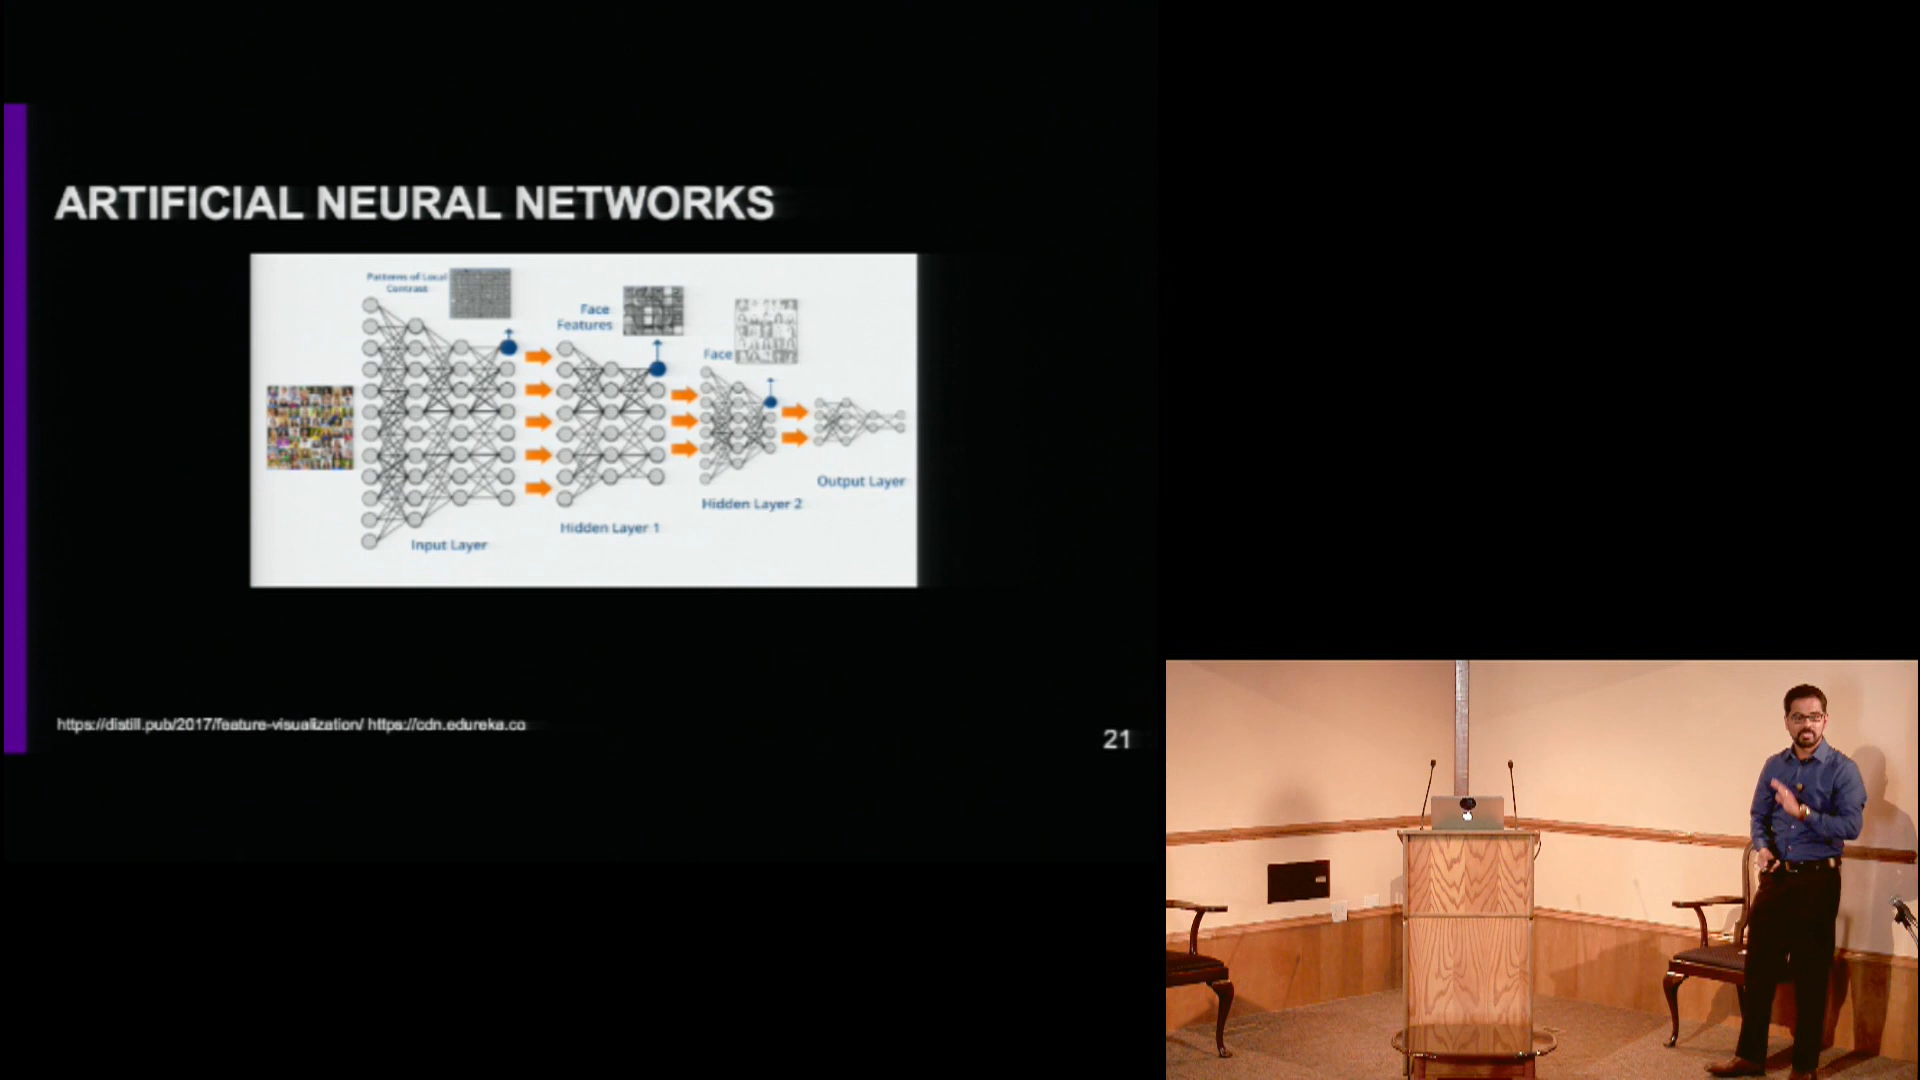 ARTIFICIAL NEURAL NETWORKS
Patterns of Local
Contrast
Face
Features
Face
Output Layer
Hidden Layer 2
Hidden Layer 1
Input Layer
https://distill.pub/2017/feature-visualization/ https://cdn.edureka.co
21